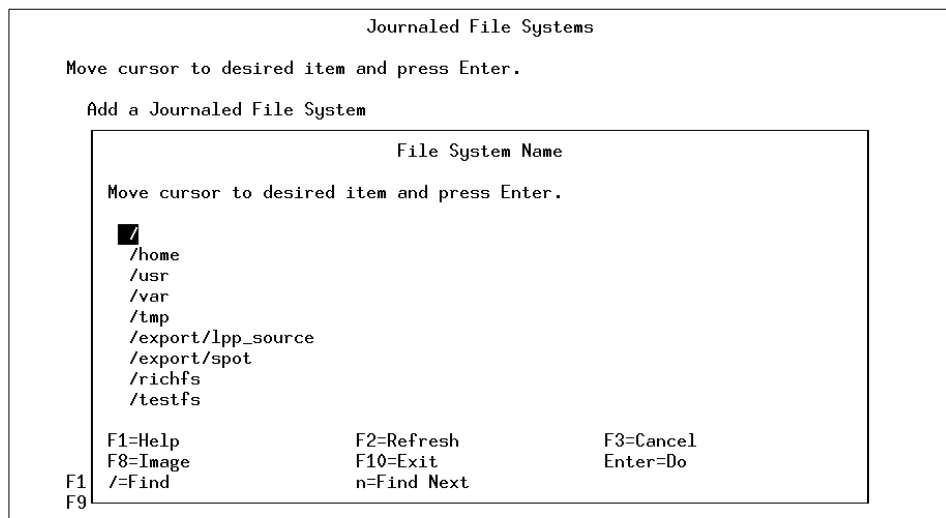 Journaled File Systems
Move cursor to desired item and press Enter.
Add a Journaled File System
File System Name
Move cursor to desired item and press Enter.
/
/home
/usr
/var
/tmp
/export/lpp_source
/export/spot
/richfs
/testfs
F1=Help F2=Refresh F3=Cancel
F8=Image F10=Exit Enter=Do
F1 /=Find n=Find Next
F9